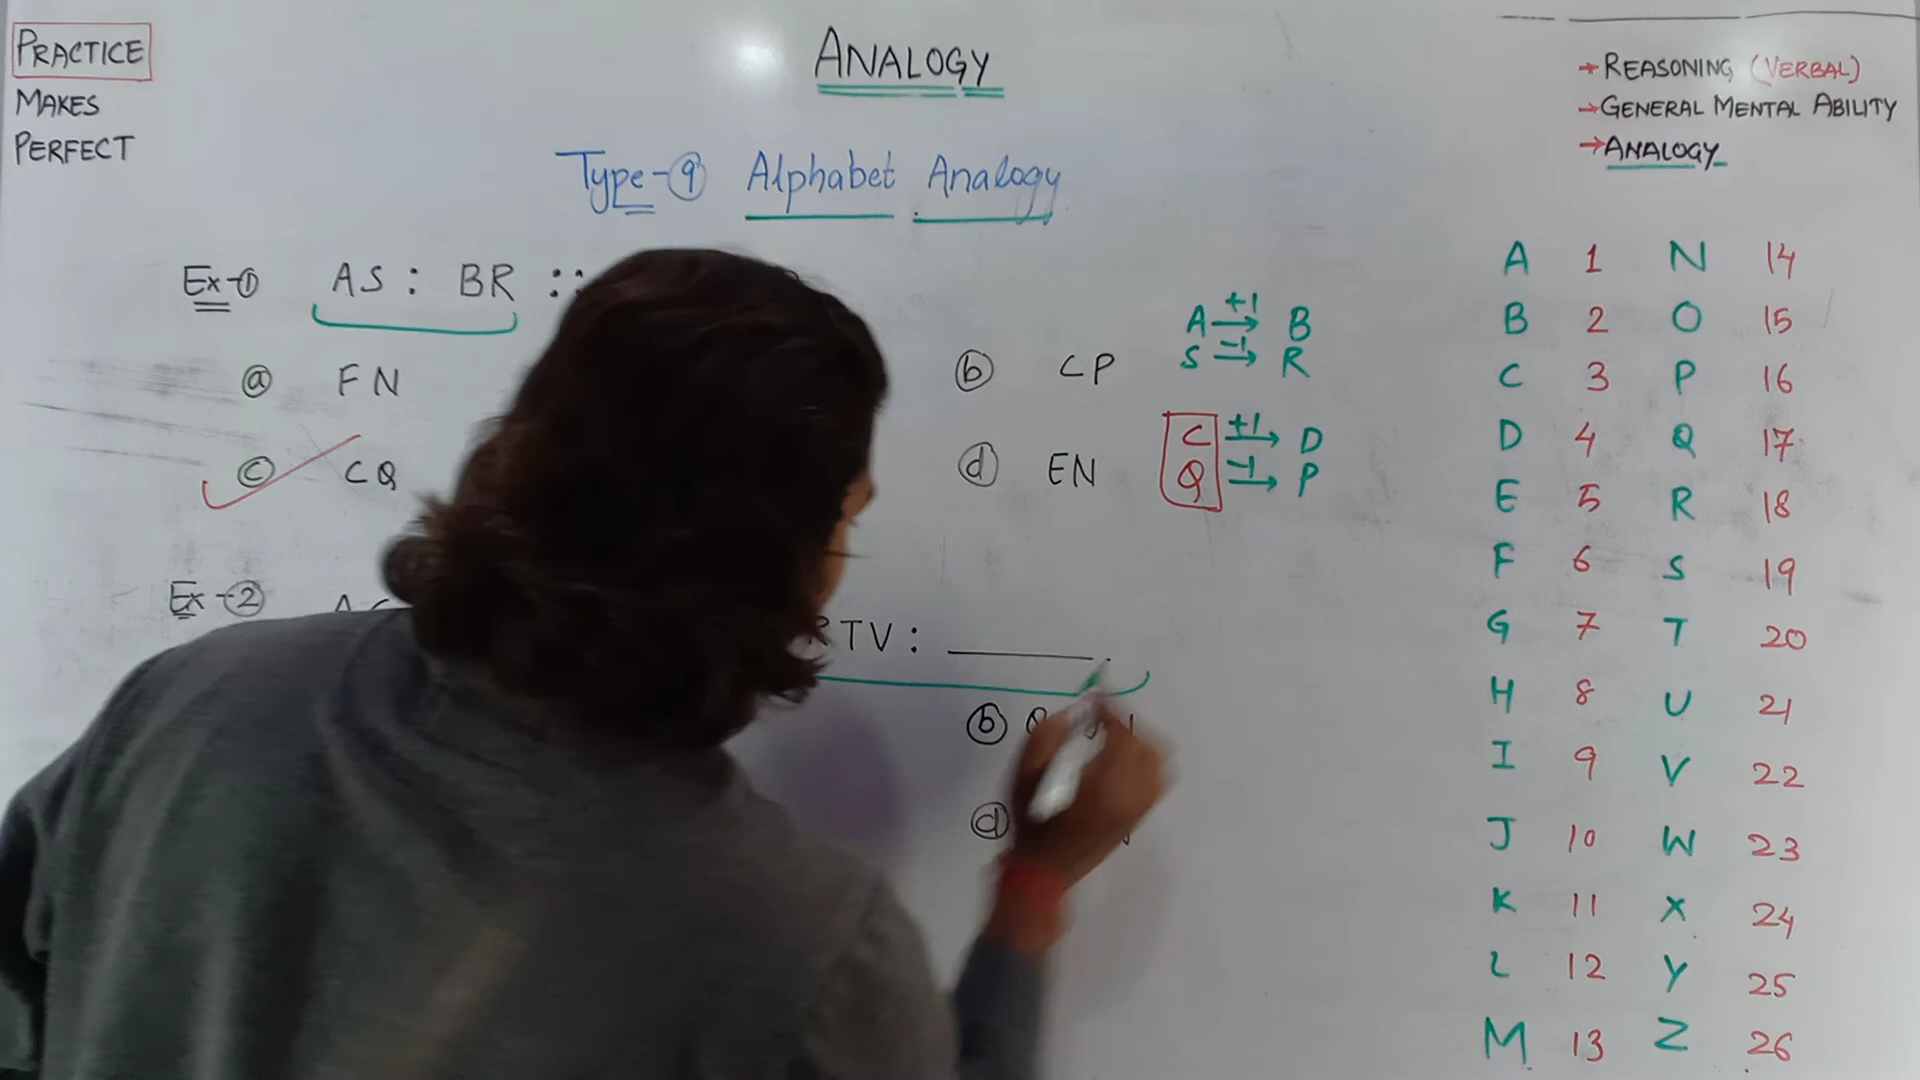 PRACTICE
MAKES
PERFECT
ANALOGY
→ REASONING (VERBAL)
→ GENERAL MENTAL ABILITY
→ ANALOGY
Type-9 Alphabet Analogy
Ex-1 AS : BR ::
a FN
b CP
c CQ
d EN
A +1→ B
S -1→ R
C +1→ D
Q -1→ P
Ex-2
TV : ______
b
d
A 1 N 14
B 2 O 15
C 3 P 16
D 4 Q 17
E 5 R 18
F 6 S 19
G 7 T 20
H 8 U 21
I 9 V 22
J 10 W 23
K 11 X 24
L 12 Y 25
M 13 Z 26